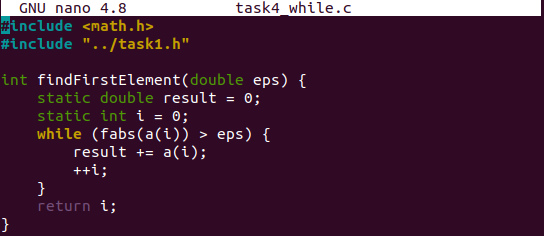 GNU nano 4.8 task4_while.c
#include <math.h>
#include "../task1.h"
int findFirstElement(double eps) {
static double result = 0;
static int i = 0;
while (fabs(a(i)) > eps) {
result += a(i);
++i;
}
return i;
}